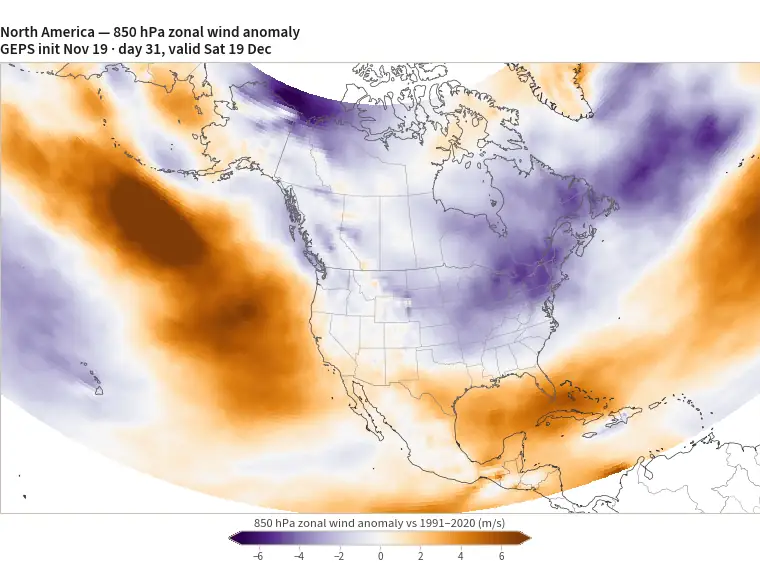 North America — 850 hPa zonal wind anomaly
GEPS init Nov 19 · day 31, valid Sat 19 Dec
850 hPa zonal wind anomaly vs 1991–2020 (m/s)
−6 −4 −2 0 2 4 6